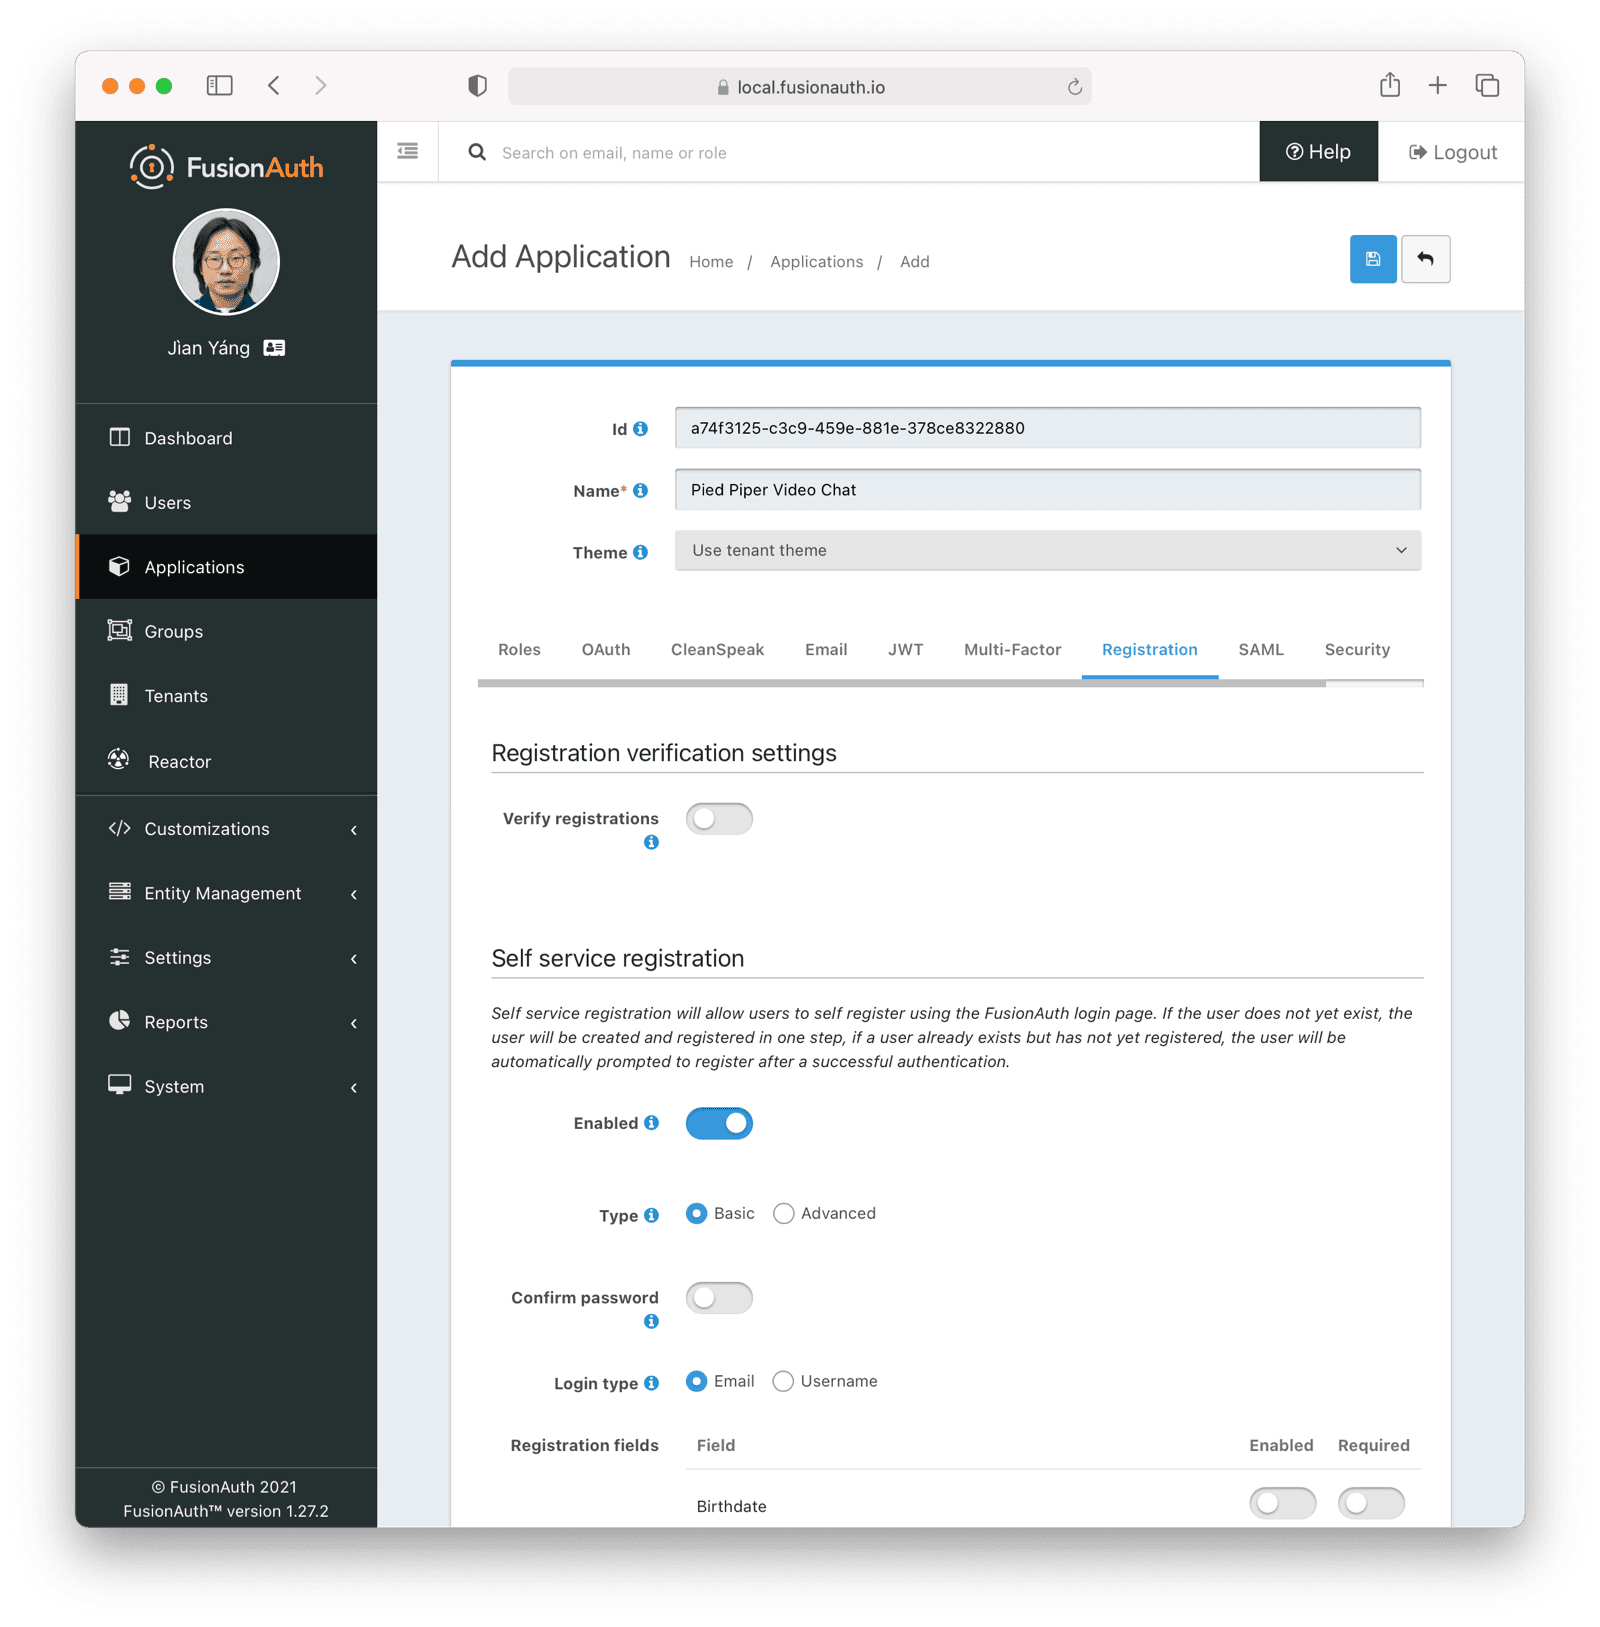 local.fusionauth.io
FusionAuth
Search on email, name or role
Help
Logout
Jìan Yáng
Dashboard
Users
Applications
Groups
Tenants
Reactor
Customizations
Entity Management
Settings
Reports
System
© FusionAuth 2021
FusionAuth™ version 1.27.2
Add Application
Home / Applications / Add
Id
a74f3125-c3c9-459e-881e-378ce8322880
Name*
Pied Piper Video Chat
Theme
Use tenant theme
Roles OAuth CleanSpeak Email JWT Multi-Factor Registration SAML Security
Registration verification settings
Verify registrations
Self service registration
Self service registration will allow users to self register using the FusionAuth login page. If the user does not yet exist, the
user will be created and registered in one step, if a user already exists but has not yet registered, the user will be
automatically prompted to register after a successful authentication.
Enabled
Type
Basic Advanced
Confirm password
Login type
Email Username
Registration fields
Field Enabled Required
Birthdate